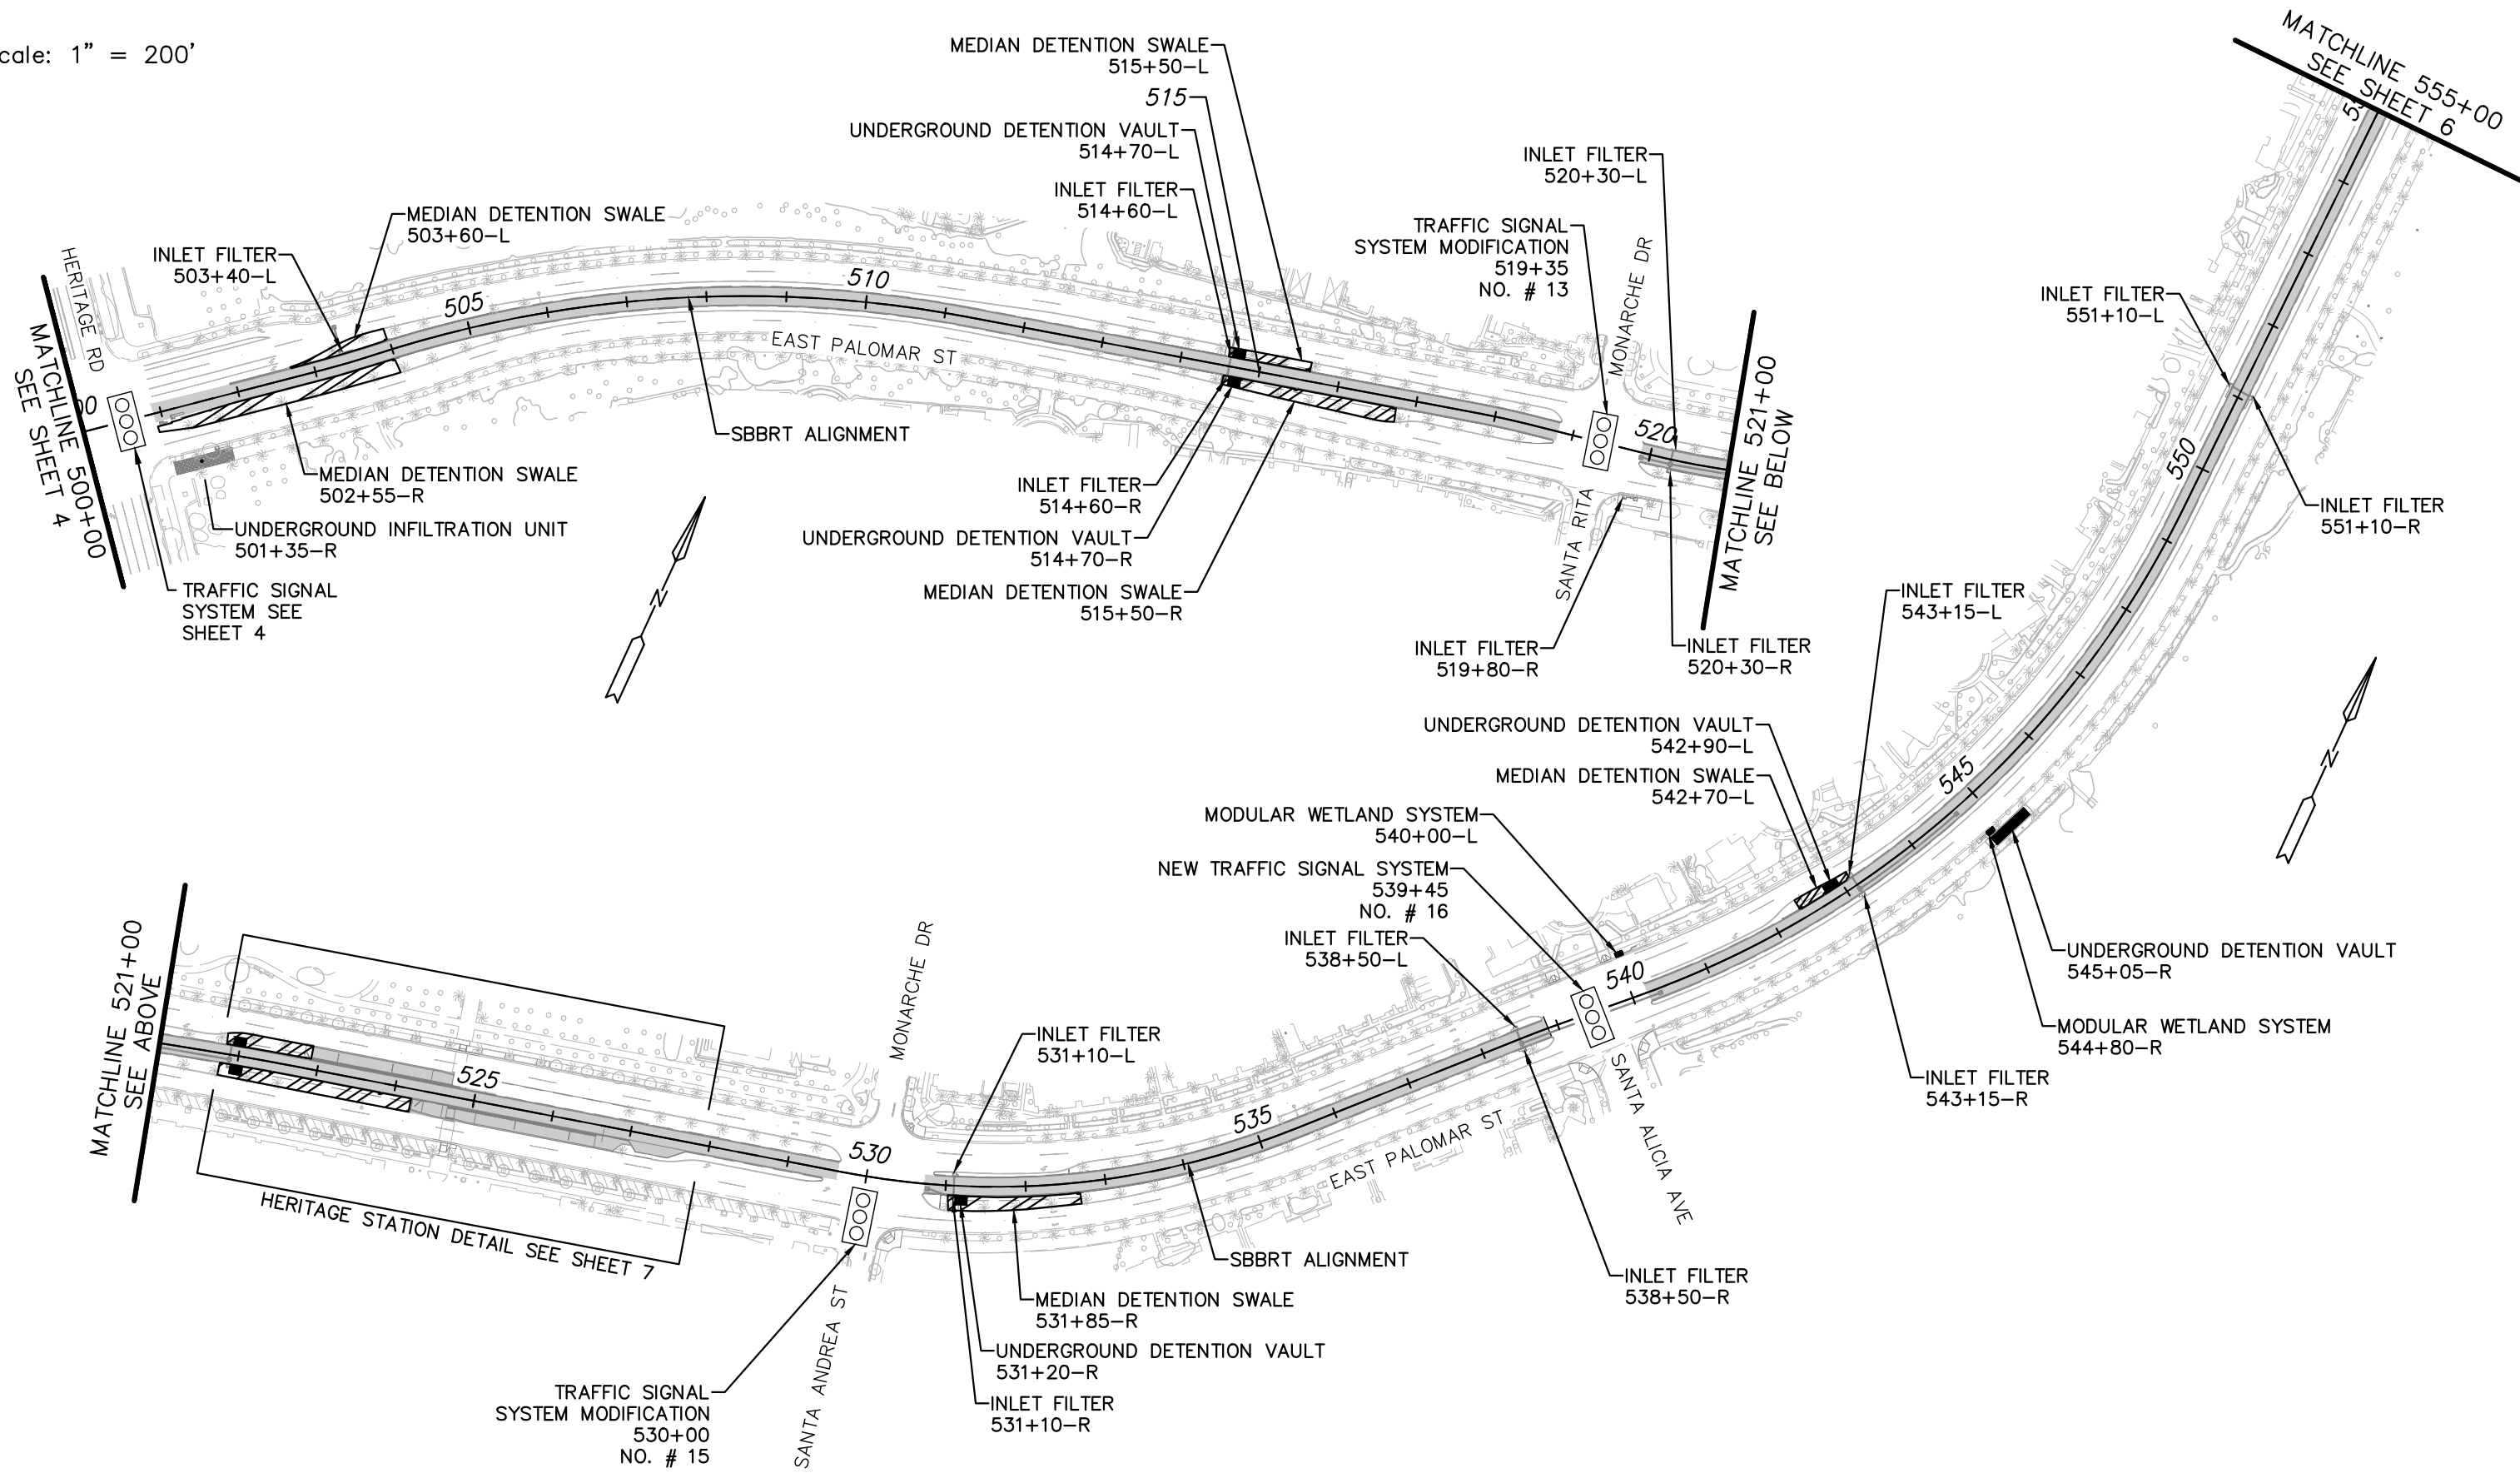 cale: 1" = 200'
MATCHLINE 500+00
SEE SHEET 4
HERITAGE RD
00
INLET FILTER
503+40-L
MEDIAN DETENTION SWALE
503+60-L
505
510
EAST PALOMAR ST
SBBRT ALIGNMENT
MEDIAN DETENTION SWALE
502+55-R
UNDERGROUND INFILTRATION UNIT
501+35-R
TRAFFIC SIGNAL
SYSTEM SEE
SHEET 4
N
MEDIAN DETENTION SWALE
515+50-L
515
UNDERGROUND DETENTION VAULT
514+70-L
INLET FILTER
514+60-L
INLET FILTER
514+60-R
UNDERGROUND DETENTION VAULT
514+70-R
MEDIAN DETENTION SWALE
515+50-R
INLET FILTER
520+30-L
TRAFFIC SIGNAL
SYSTEM MODIFICATION
519+35
NO. # 13
MONARCHE DR
520
SANTA RITA
INLET FILTER
519+80-R
INLET FILTER
520+30-R
MATCHLINE 521+00
SEE BELOW
MATCHLINE 521+00
SEE ABOVE
525
HERITAGE STATION DETAIL SEE SHEET 7
MONARCHE DR
530
SANTA ANDREA ST
TRAFFIC SIGNAL
SYSTEM MODIFICATION
530+00
NO. # 15
INLET FILTER
531+10-L
MEDIAN DETENTION SWALE
531+85-R
UNDERGROUND DETENTION VAULT
531+20-R
INLET FILTER
531+10-R
SBBRT ALIGNMENT
535
EAST PALOMAR ST
UNDERGROUND DETENTION VAULT
542+90-L
MEDIAN DETENTION SWALE
542+70-L
MODULAR WETLAND SYSTEM
540+00-L
NEW TRAFFIC SIGNAL SYSTEM
539+45
NO. # 16
INLET FILTER
538+50-L
540
SANTA ALICIA AVE
INLET FILTER
538+50-R
INLET FILTER
543+15-L
545
UNDERGROUND DETENTION VAULT
545+05-R
MODULAR WETLAND SYSTEM
544+80-R
INLET FILTER
543+15-R
N
550
INLET FILTER
551+10-L
INLET FILTER
551+10-R
MATCHLINE 555+00
SEE SHEET 6